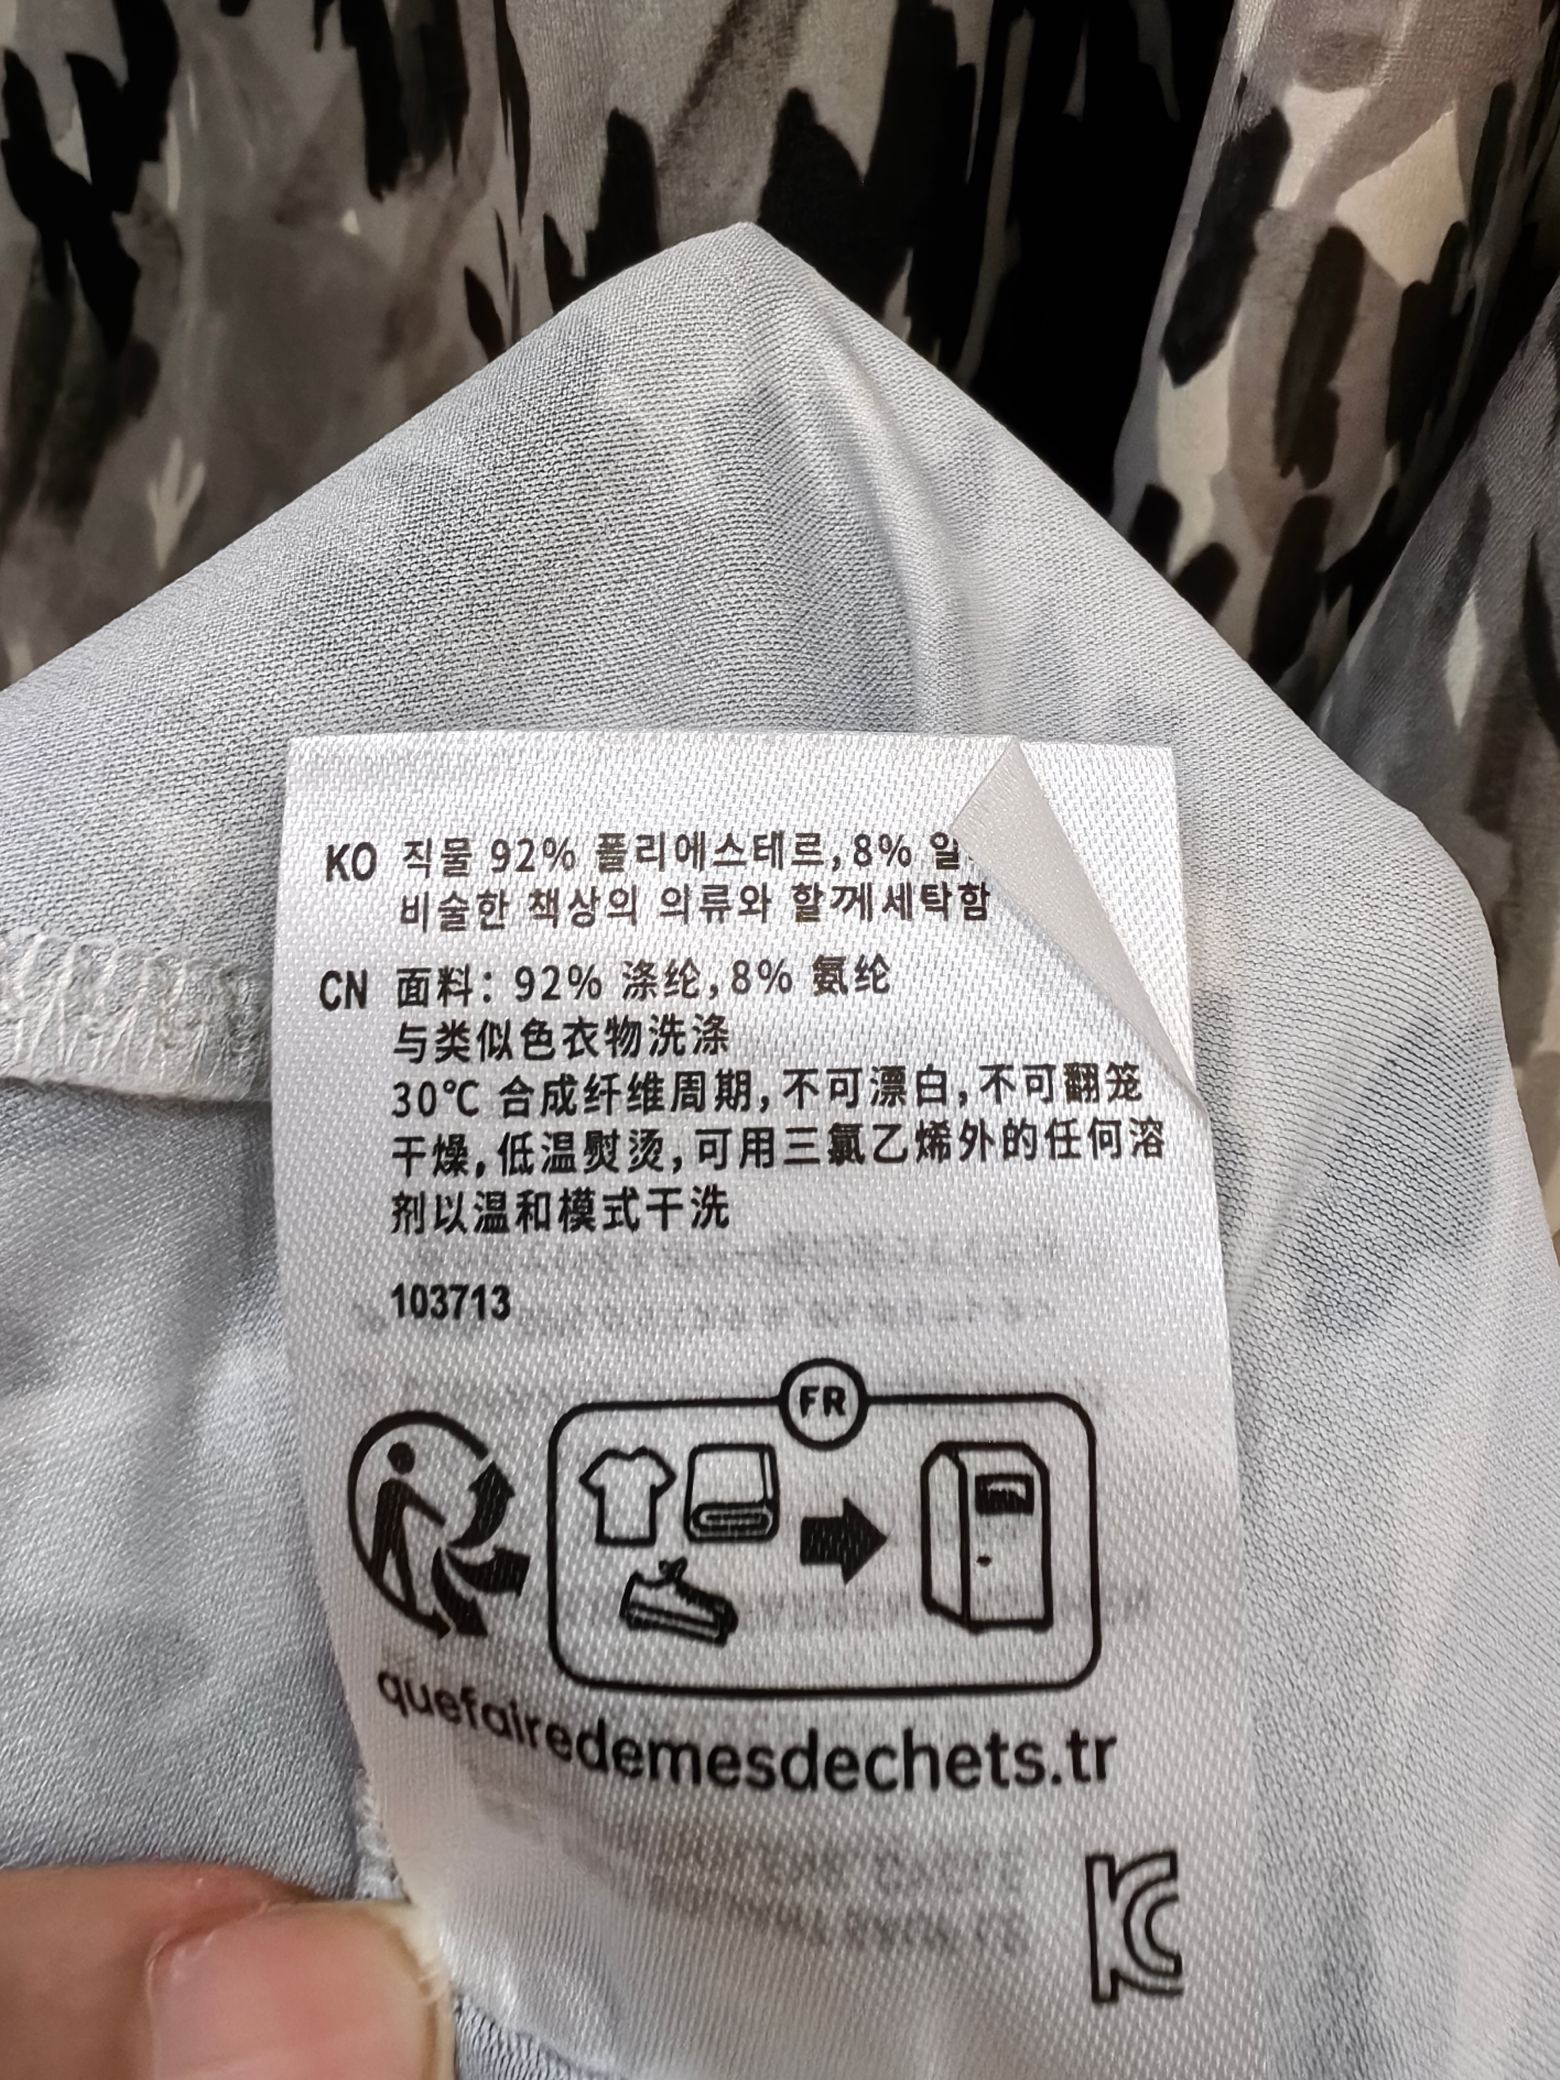 KO 직물 92% 폴리에스테르, 8%
비슬한 책상의 의류와 할께세탁함
CN 面料：92% 涤纶, 8% 氨纶
与类似色衣物洗涤
30℃ 合成纤维周期, 不可漂白, 不可翻笼
干燥, 低温熨烫, 可用三氯乙烯外的任何溶
剂以温和模式干洗
103713
FR
quefairedemesdechets.tr